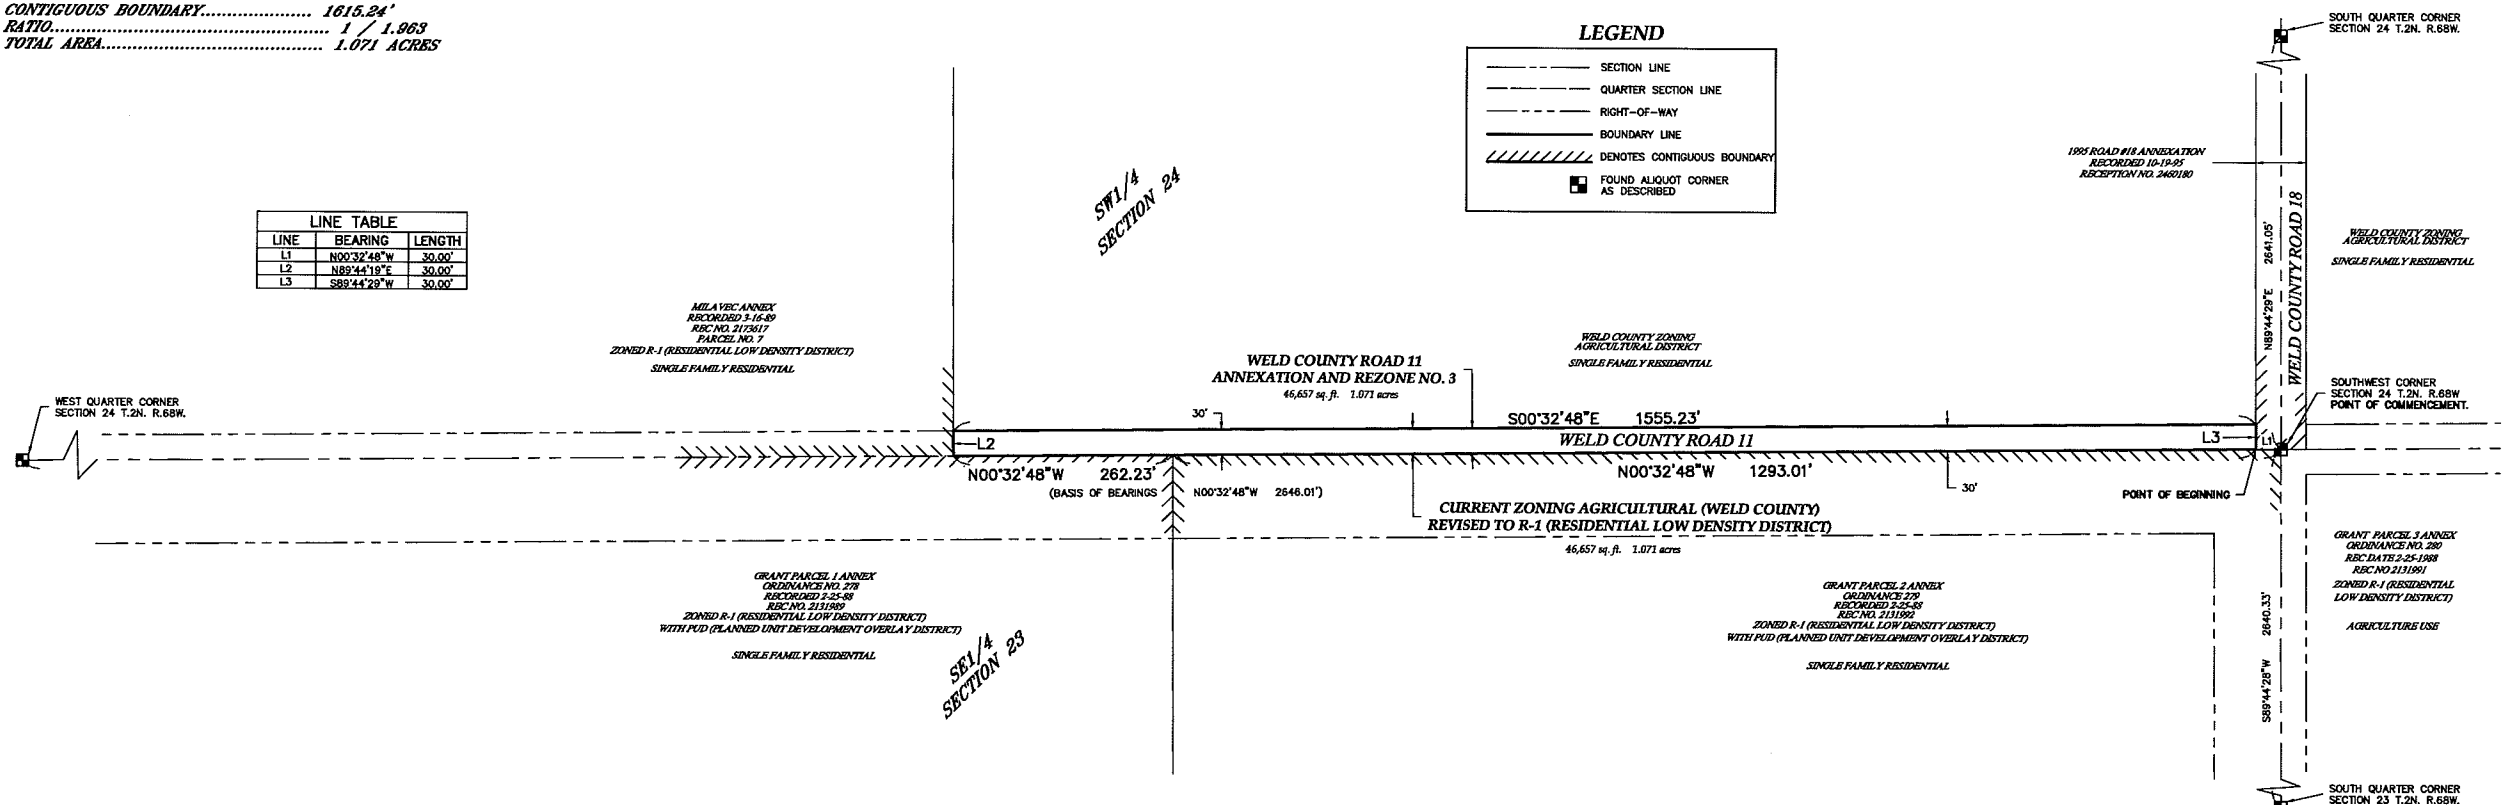 CONTIGUOUS BOUNDARY.................... 1615.24'
RATIO................................................ 1 / 1.963
TOTAL AREA...................................... 1.071 ACRES
LEGEND
SECTION LINE
QUARTER SECTION LINE
RIGHT-OF-WAY
BOUNDARY LINE
DENOTES CONTIGUOUS BOUNDARY
FOUND ALIQUOT CORNER
AS DESCRIBED
SOUTH QUARTER CORNER
SECTION 24 T.2N. R.68W.
1995 ROAD #18 ANNEXATION
RECORDED 10-19-95
RECEPTION NO. 2460180
N89°44'29"E 2641.05'
WELD COUNTY ROAD 18
WELD COUNTY ZONING
AGRICULTURAL DISTRICT
SINGLE FAMILY RESIDENTIAL
SW1/4
SECTION 24
LINE TABLE
LINE BEARING LENGTH
L1 N00°32'48"W 30.00'
L2 N89°44'19"E 30.00'
L3 S89°44'29"W 30.00'
MILAVEC ANNEX
RECORDED 3-16-89
REC NO. 2173617
PARCEL NO. 7
ZONED R-1 (RESIDENTIAL LOW DENSITY DISTRICT)
SINGLE FAMILY RESIDENTIAL
WELD COUNTY ROAD 11
ANNEXATION AND REZONE NO. 3
46,657 sq.ft. 1.071 acres
WELD COUNTY ZONING
AGRICULTURAL DISTRICT
SINGLE FAMILY RESIDENTIAL
WEST QUARTER CORNER
SECTION 24 T.2N. R.68W.
SOUTHWEST CORNER
SECTION 24 T.2N. R.68W
POINT OF COMMENCEMENT.
30'
S00°32'48"E 1555.23'
L2
WELD COUNTY ROAD 11
L3
L1
N00°32'48"W 262.23'
(BASIS OF BEARINGS N00°32'48"W 2646.01')
N00°32'48"W 1293.01'
30'
POINT OF BEGINNING
CURRENT ZONING AGRICULTURAL (WELD COUNTY)
REVISED TO R-1 (RESIDENTIAL LOW DENSITY DISTRICT)
46,657 sq.ft. 1.071 acres
GRANT PARCEL 1 ANNEX
ORDINANCE NO. 278
RECORDED 2-25-88
REC NO. 2131989
ZONED R-1 (RESIDENTIAL LOW DENSITY DISTRICT)
WITH PUD (PLANNED UNIT DEVELOPMENT OVERLAY DISTRICT)
SINGLE FAMILY RESIDENTIAL
SE1/4
SECTION 23
GRANT PARCEL 2 ANNEX
ORDINANCE 279
RECORDED 2-25-88
REC NO. 2131992
ZONED R-1 (RESIDENTIAL LOW DENSITY DISTRICT)
WITH PUD (PLANNED UNIT DEVELOPMENT OVERLAY DISTRICT)
SINGLE FAMILY RESIDENTIAL
S89°44'28"W 2640.33'
GRANT PARCEL 3 ANNEX
ORDINANCE NO. 280
REC DATE 2-25-1988
REC NO 2131991
ZONED R-1 (RESIDENTIAL
LOW DENSITY DISTRICT)
AGRICULTURE USE
SOUTH QUARTER CORNER
SECTION 23 T.2N. R.68W.